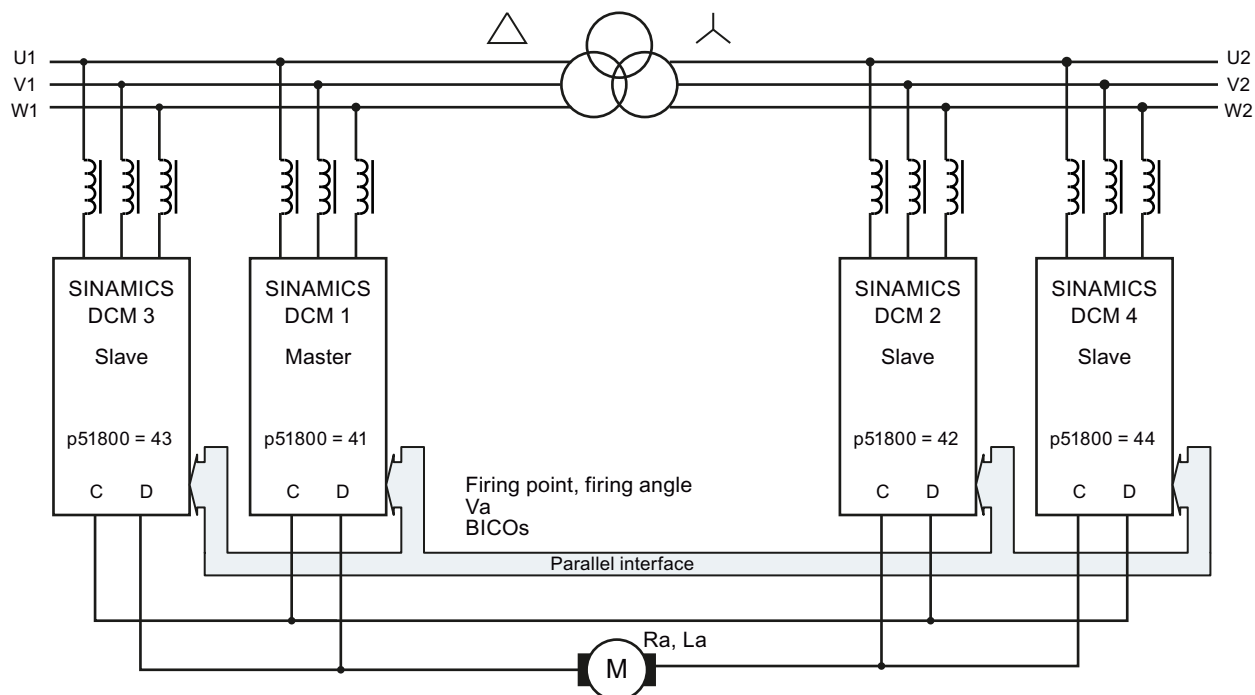 U1
V1
W1
U2
V2
W2
SINAMICS
DCM 3
Slave
p51800 = 43
C D
SINAMICS
DCM 1
Master
p51800 = 41
C D
Firing point, firing angle
Va
BICOs
SINAMICS
DCM 2
Slave
p51800 = 42
C D
SINAMICS
DCM 4
Slave
p51800 = 44
C D
Parallel interface
Ra, La
M